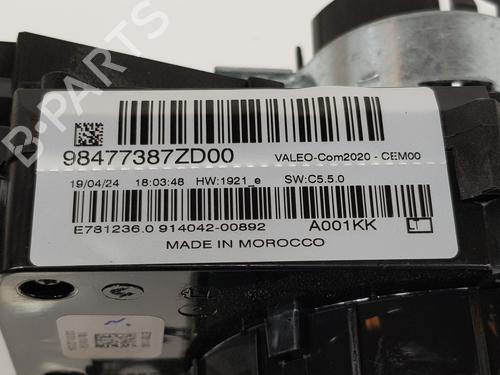 98477387ZD00 VALEO-Com2020 - CEM00
19/04/24 18:03:48 HW:1921_e SW:C5.5.0
E781236.0 914042-00892 A001KK
MADE IN MOROCCO
B-PARTS